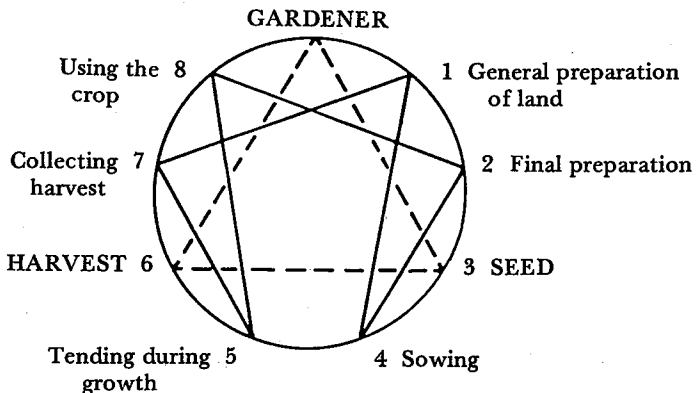 GARDENER
Using the 8
crop
1 General preparation
of land
Collecting 7
harvest
2 Final preparation
HARVEST 6
3 SEED
Tending during 5
growth
4 Sowing